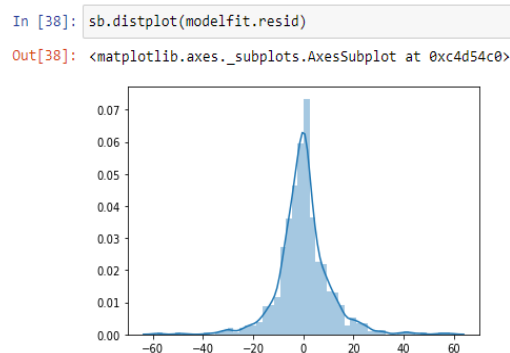 In [38]: sb.distplot(modelfit.resid)
Out[38]: <matplotlib.axes._subplots.AxesSubplot at 0xc4d54c0>
0.07
0.06
0.05
0.04
0.03
0.02
0.01
0.00
−60 −40 −20 0 20 40 60